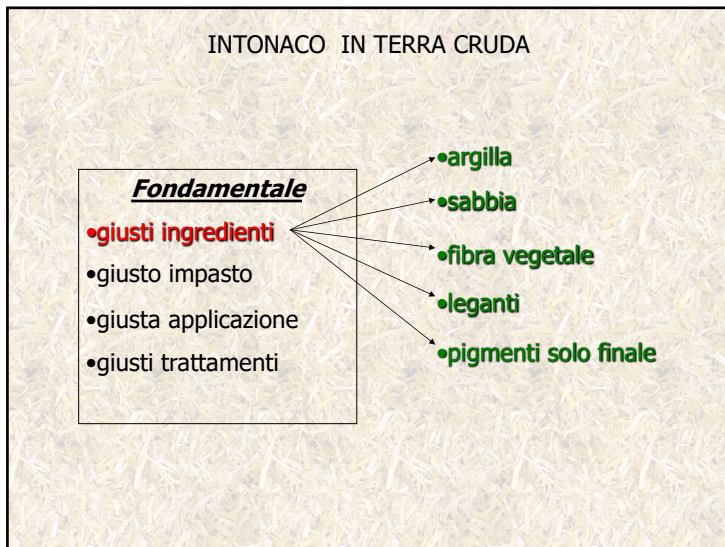 INTONACO IN TERRA CRUDA
Fondamentale
•giusti ingredienti
•giusto impasto
•giusta applicazione
•giusti trattamenti
•argilla
•sabbia
•fibra vegetale
•leganti
•pigmenti solo finale